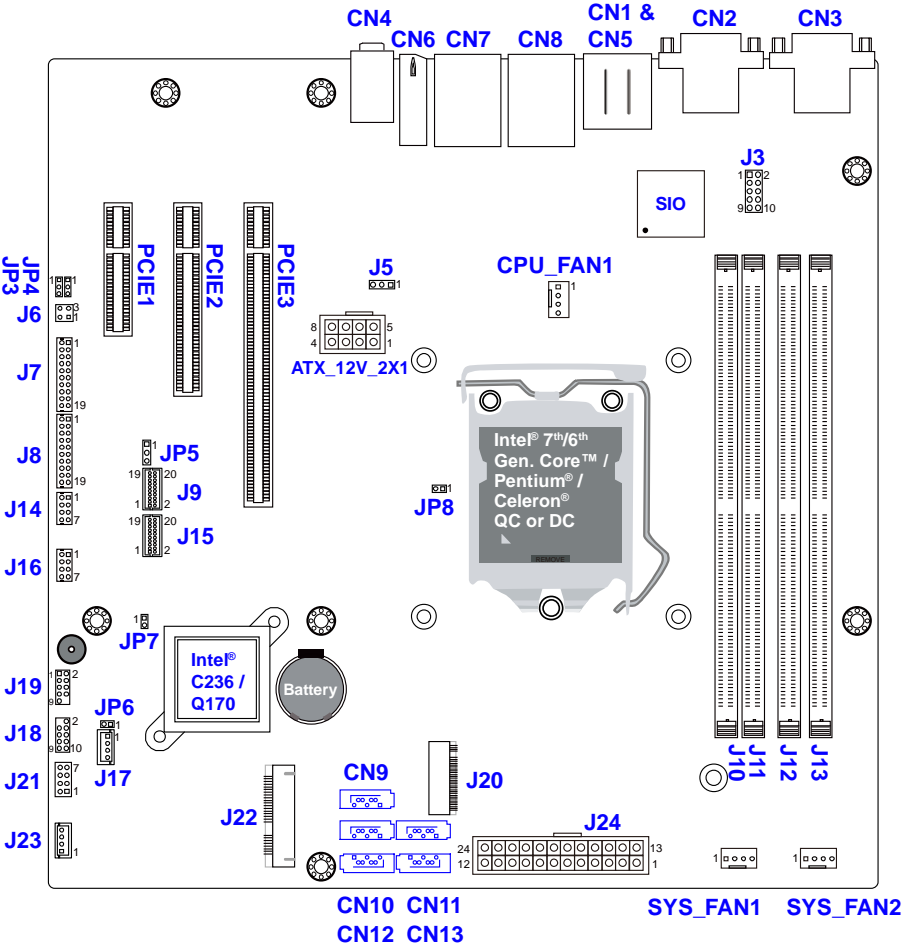 CN4
CN6
CN7
CN8
CN1 &
CN5
CN2
CN3
J3
1 2
9 10
SIO
PCIE1
PCIE2
PCIE3
J5
1
CPU_FAN1
1
JP4
JP3
1 1
J6
3
1
8 5
4 1
ATX_12V_2X1
J7
1
19
J8
1
19
JP5
1
19 20
J9
1 2
J14
1
7
19 20
J15
1 2
J16
1
7
JP8
1
Intel® 7th/6th
Gen. Core™ /
Pentium® /
Celeron®
QC or DC
REMOVE
JP7
1
Intel®
C236 /
Q170
Battery
J19
1 2
9
JP6
1
J18
2
9 10
J17
1
J21
7
1
J23
1
J22
CN9
J20
J24
24 13
12 1
J10
J11
J12
J13
1
1
CN10 CN11
CN12 CN13
SYS_FAN1
SYS_FAN2